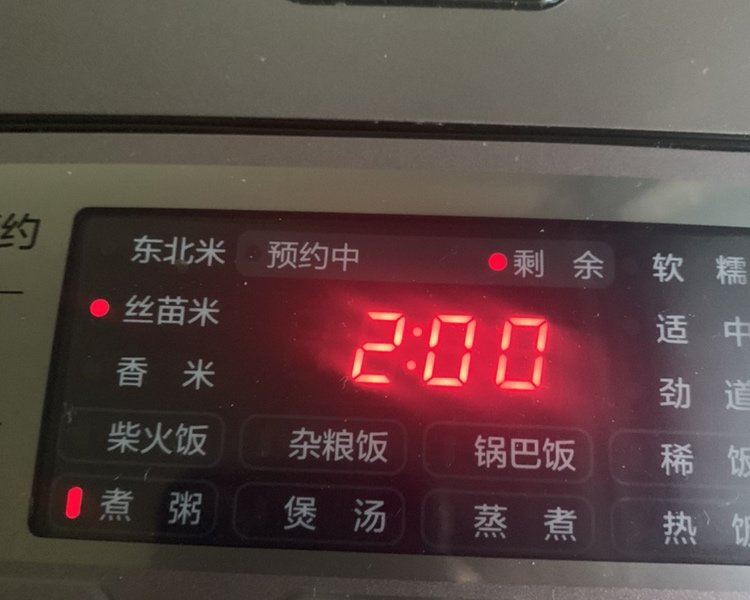 约
东北米 预约中 剩 余 软 糯
丝苗米 2:00 适 中
香 米 劲 道
柴火饭 杂粮饭 锅巴饭 稀 饭
煮 粥 煲 汤 蒸 煮 热 饭